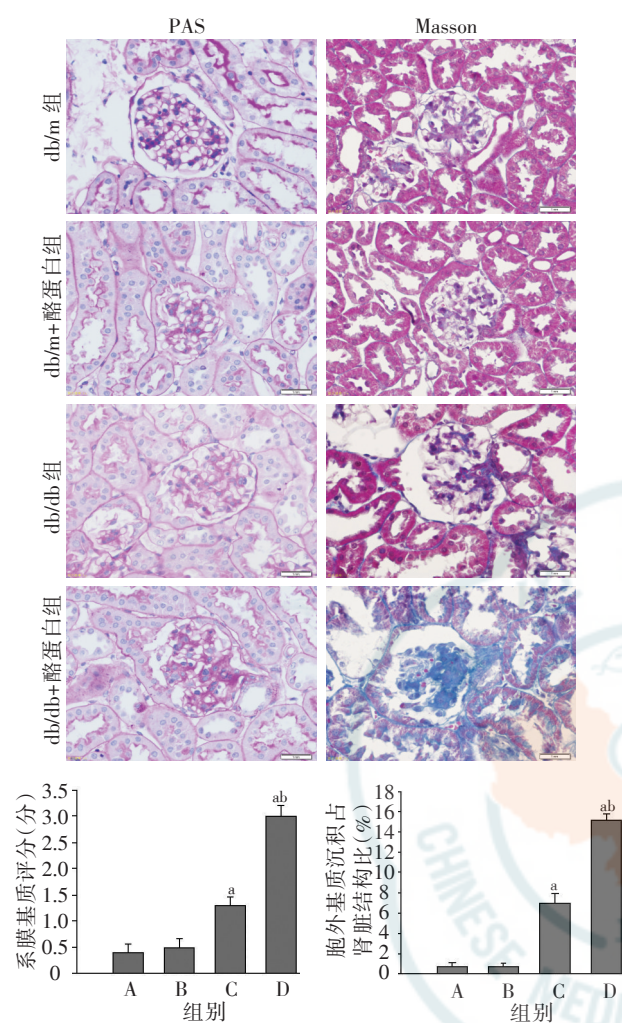 PAS Masson
db/m 组
db/m+酪蛋白组
db/db 组
db/db+酪蛋白组
系膜基质评分(分)
3.5
3.0
2.5
2.0
1.5
1.0
0.5
0
ab
a
A B C D
组别
胞外基质沉积占
肾脏结构比(%)
18
16
14
12
10
8
6
4
2
0
ab
a
A B C D
组别
CHINESE MEDI